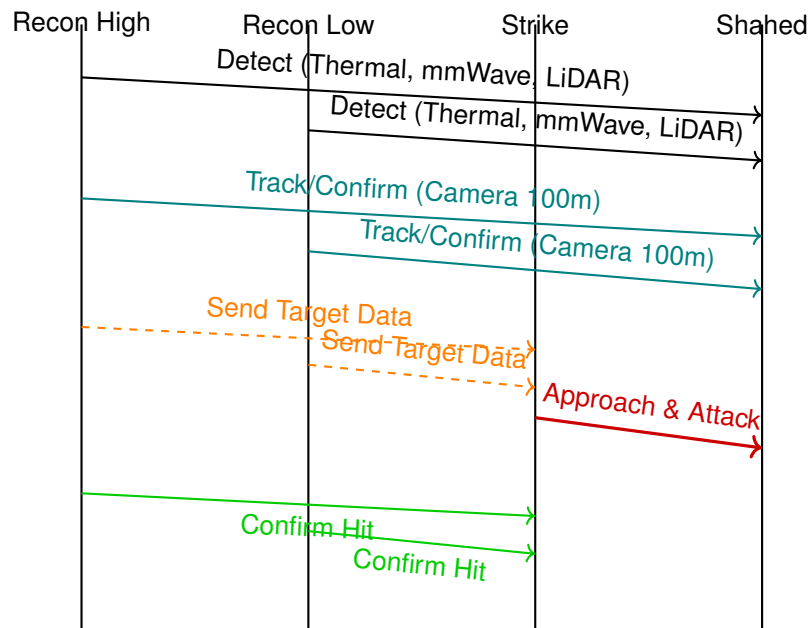 Recon High
Recon Low
Strike
Shahed
Detect (Thermal, mmWave, LiDAR)
Detect (Thermal, mmWave, LiDAR)
Track/Confirm (Camera 100m)
Track/Confirm (Camera 100m)
Send Target Data
Send Target Data
Approach & Attack
Confirm Hit
Confirm Hit